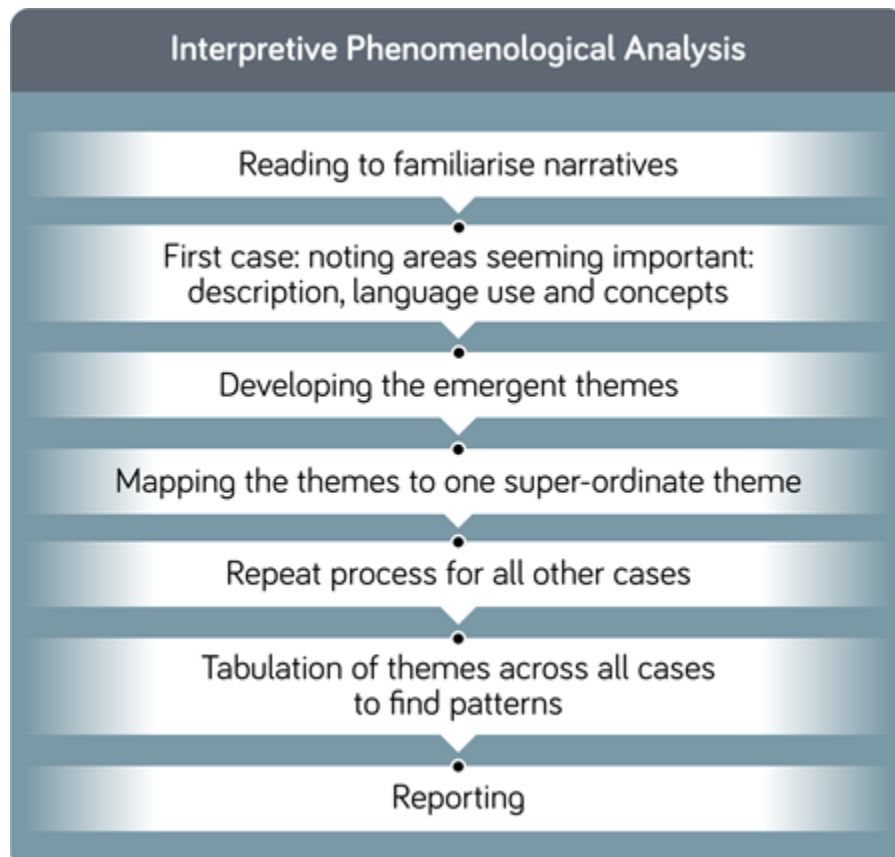 Interpretive Phenomenological Analysis
Reading to familiarise narratives
First case: noting areas seeming important:
description, language use and concepts
Developing the emergent themes
Mapping the themes to one super-ordinate theme
Repeat process for all other cases
Tabulation of themes across all cases
to find patterns
Reporting